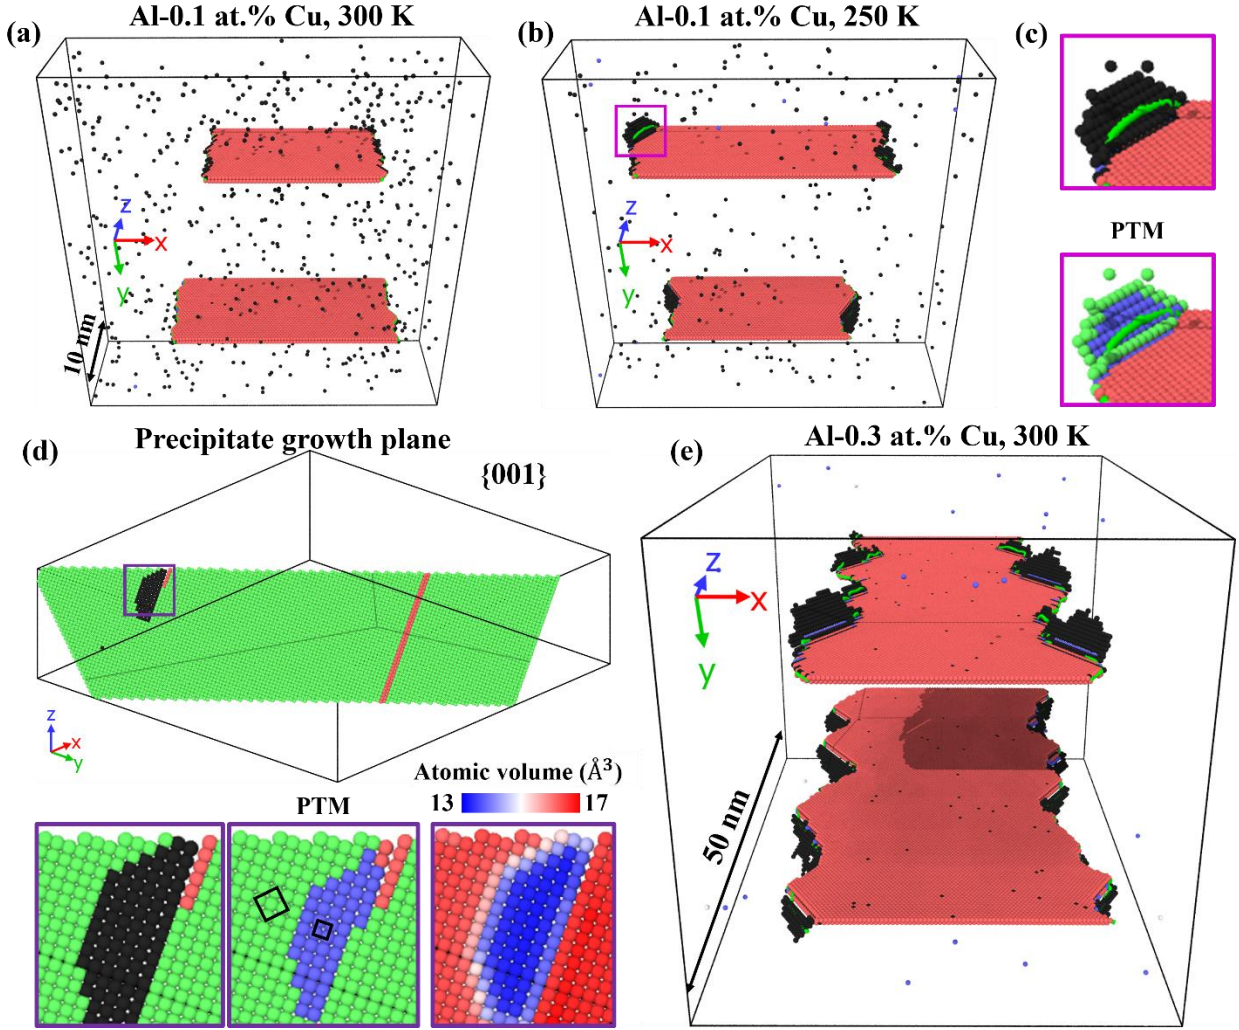 Al-0.1 at.% Cu, 300 K
(a)
z
x
y
10 nm
Al-0.1 at.% Cu, 250 K
(b)
z
x
y
(c)
PTM
Precipitate growth plane
(d)
{001}
z
x
y
Atomic volume (Å³)
13 17
PTM
Al-0.3 at.% Cu, 300 K
(e)
z
x
y
50 nm